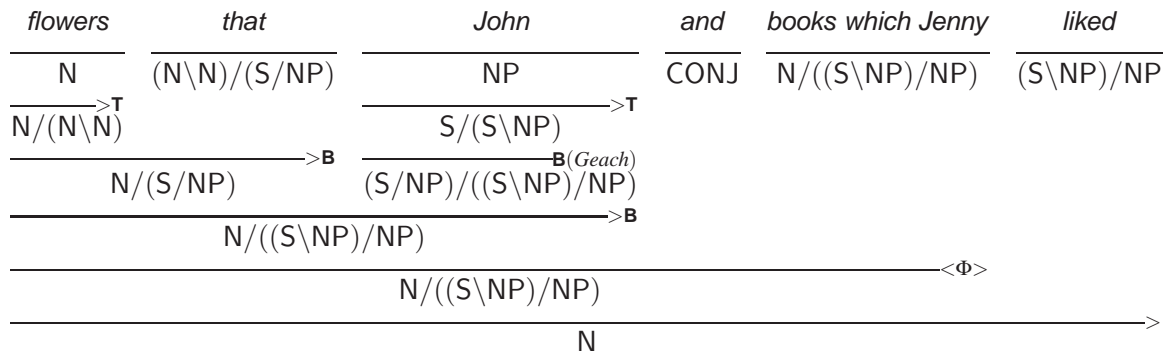 flowers that John and books which Jenny liked
N (N\N)/(S/NP) NP CONJ N/((S\NP)/NP) (S\NP)/NP
>T >T
N/(N\N) S/(S\NP)
>B B(Geach)
N/(S/NP) (S/NP)/((S\NP)/NP)
>B
N/((S\NP)/NP)
<Φ>
N/((S\NP)/NP)
>
N